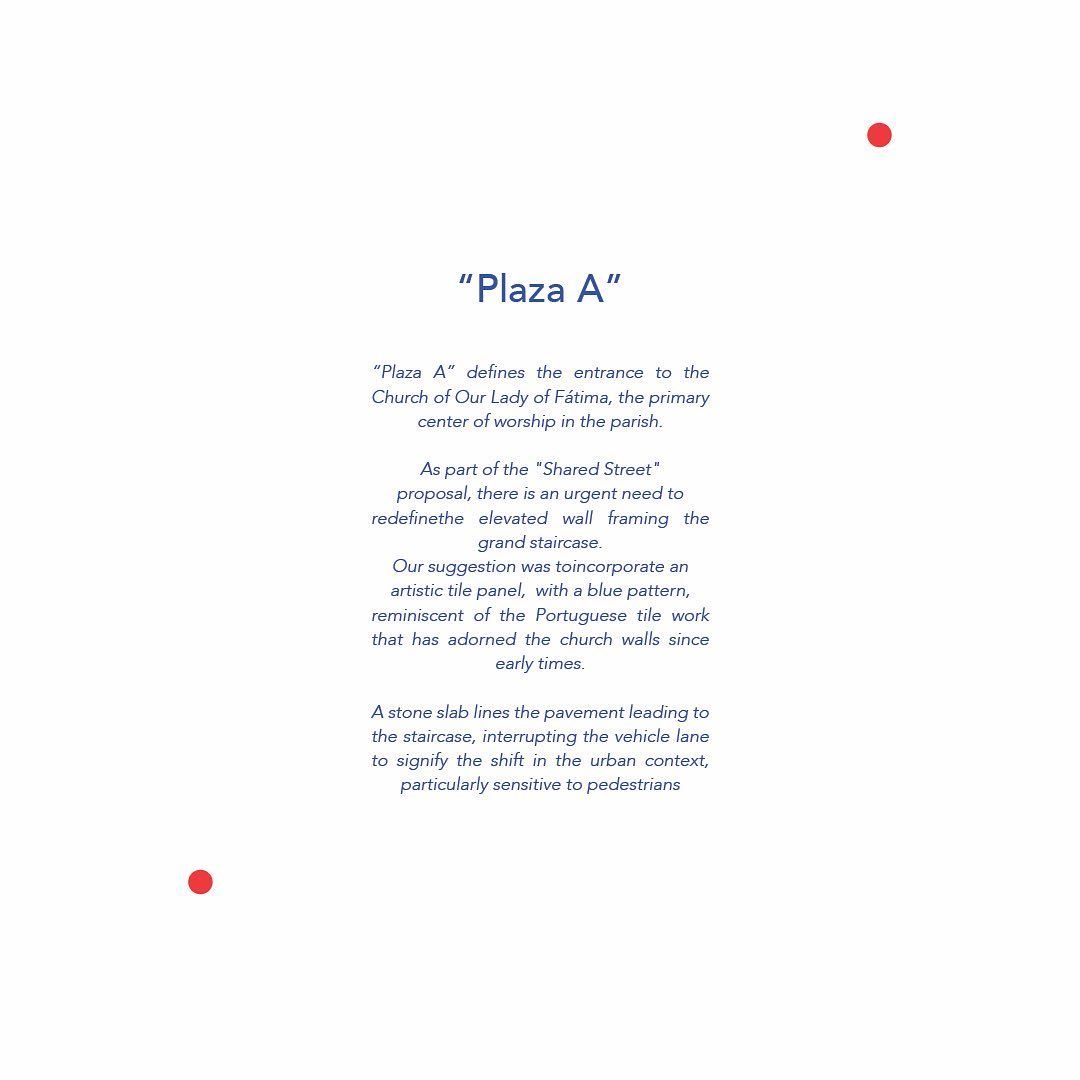 “Plaza A”
“Plaza A” defines the entrance to the
Church of Our Lady of Fátima, the primary
center of worship in the parish.
As part of the "Shared Street"
proposal, there is an urgent need to
redefinethe elevated wall framing the
grand staircase.
Our suggestion was toincorporate an
artistic tile panel, with a blue pattern,
reminiscent of the Portuguese tile work
that has adorned the church walls since
early times.
A stone slab lines the pavement leading to
the staircase, interrupting the vehicle lane
to signify the shift in the urban context,
particularly sensitive to pedestrians